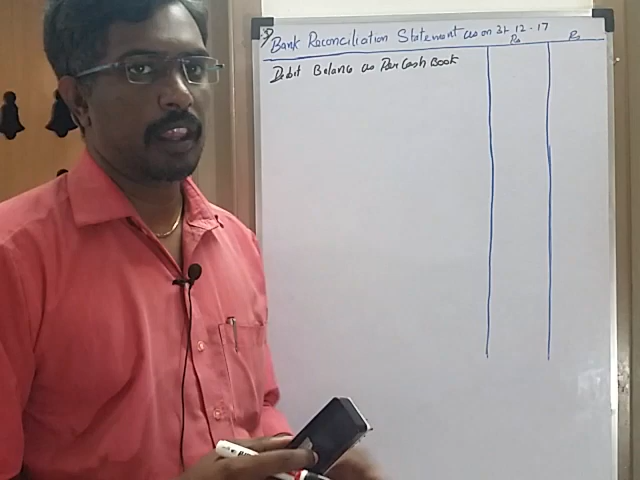 Bank Reconciliation Statement as on 31-12-17
Rs Rs
Debit Balance as Per Cash Book